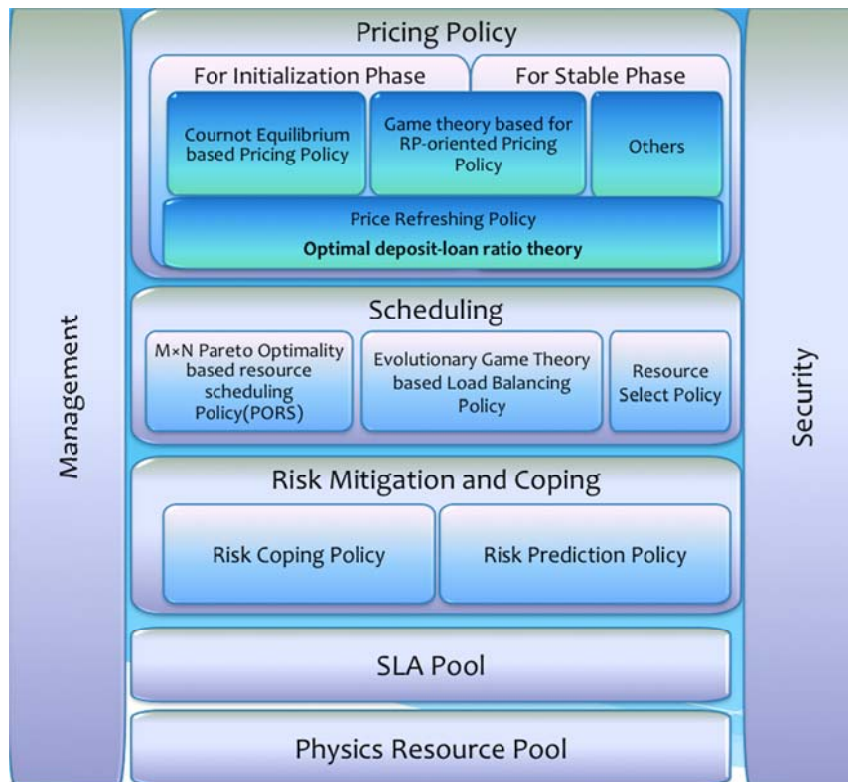 Pricing Policy
For Initialization Phase
For Stable Phase
Cournot Equilibrium
based Pricing Policy
Game theory based for
RP-oriented Pricing
Policy
Others
Price Refreshing Policy
Optimal deposit-loan ratio theory
Management
Scheduling
M×N Pareto Optimality
based resource
scheduling
Policy(PORS)
Evolutionary Game Theory
based Load Balancing
Policy
Resource
Select Policy
Security
Risk Mitigation and Coping
Risk Coping Policy
Risk Prediction Policy
SLA Pool
Physics Resource Pool